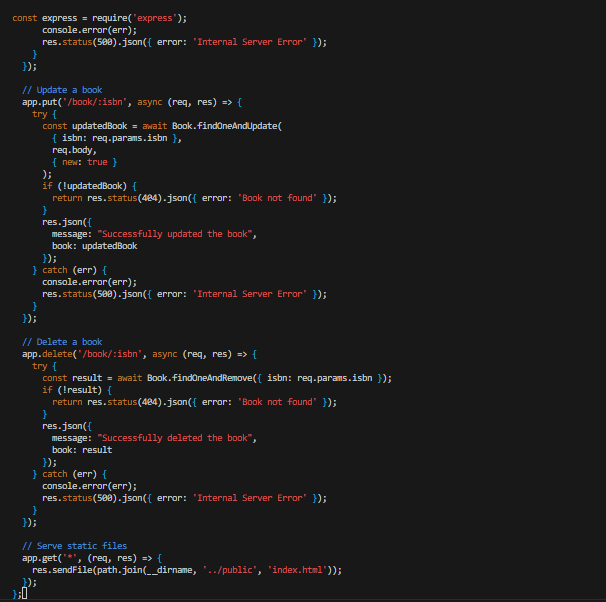 const express = require('express');
      console.error(err);
      res.status(500).json({ error: 'Internal Server Error' });
    }
  });

  // Update a book
  app.put('/book/:isbn', async (req, res) => {
    try {
      const updatedBook = await Book.findOneAndUpdate(
        { isbn: req.params.isbn },
        req.body,
        { new: true }
      );
      if (!updatedBook) {
        return res.status(404).json({ error: 'Book not found' });
      }
      res.json({
        message: "Successfully updated the book",
        book: updatedBook
      });
    } catch (err) {
      console.error(err);
      res.status(500).json({ error: 'Internal Server Error' });
    }
  });

  // Delete a book
  app.delete('/book/:isbn', async (req, res) => {
    try {
      const result = await Book.findOneAndRemove({ isbn: req.params.isbn });
      if (!result) {
        return res.status(404).json({ error: 'Book not found' });
      }
      res.json({
        message: "Successfully deleted the book",
        book: result
      });
    } catch (err) {
      console.error(err);
      res.status(500).json({ error: 'Internal Server Error' });
    }
  });

  // Serve static files
  app.get('*', (req, res) => {
    res.sendFile(path.join(__dirname, '../public', 'index.html'));
  });
};